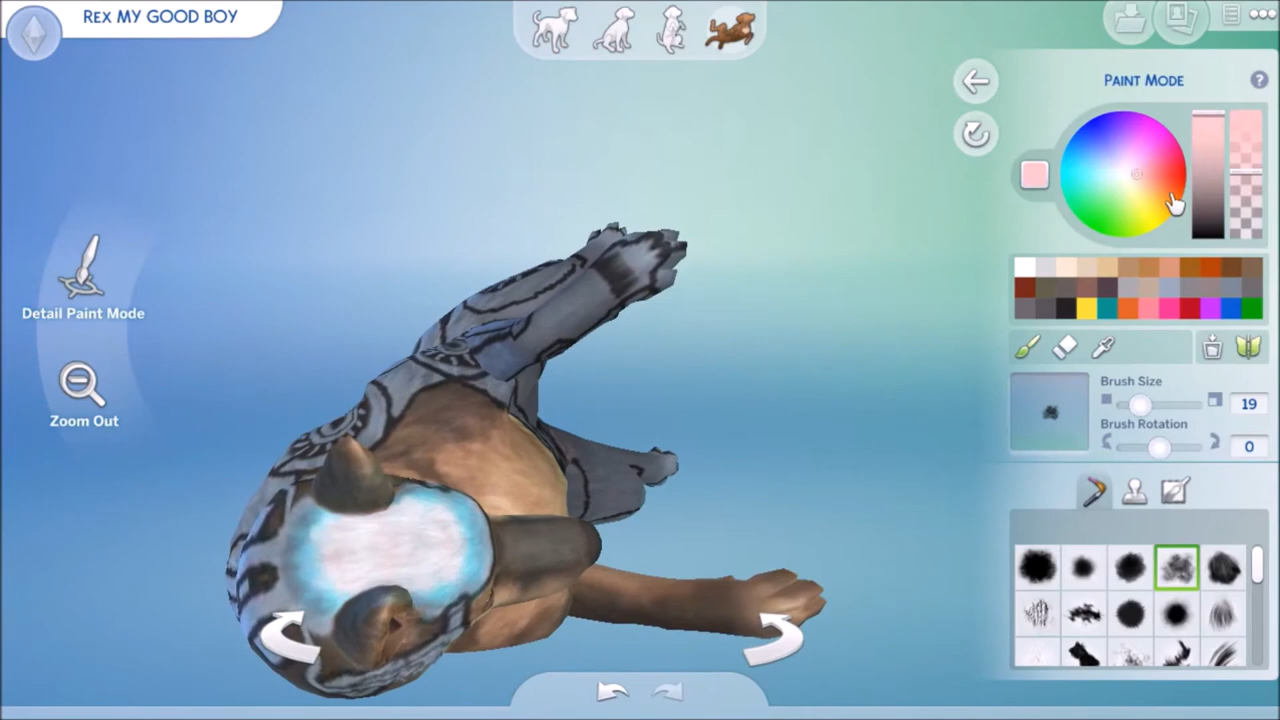 Rex MY GOOD BOY
PAINT MODE
Detail Paint Mode
Zoom Out
Brush Size
19
Brush Rotation
0